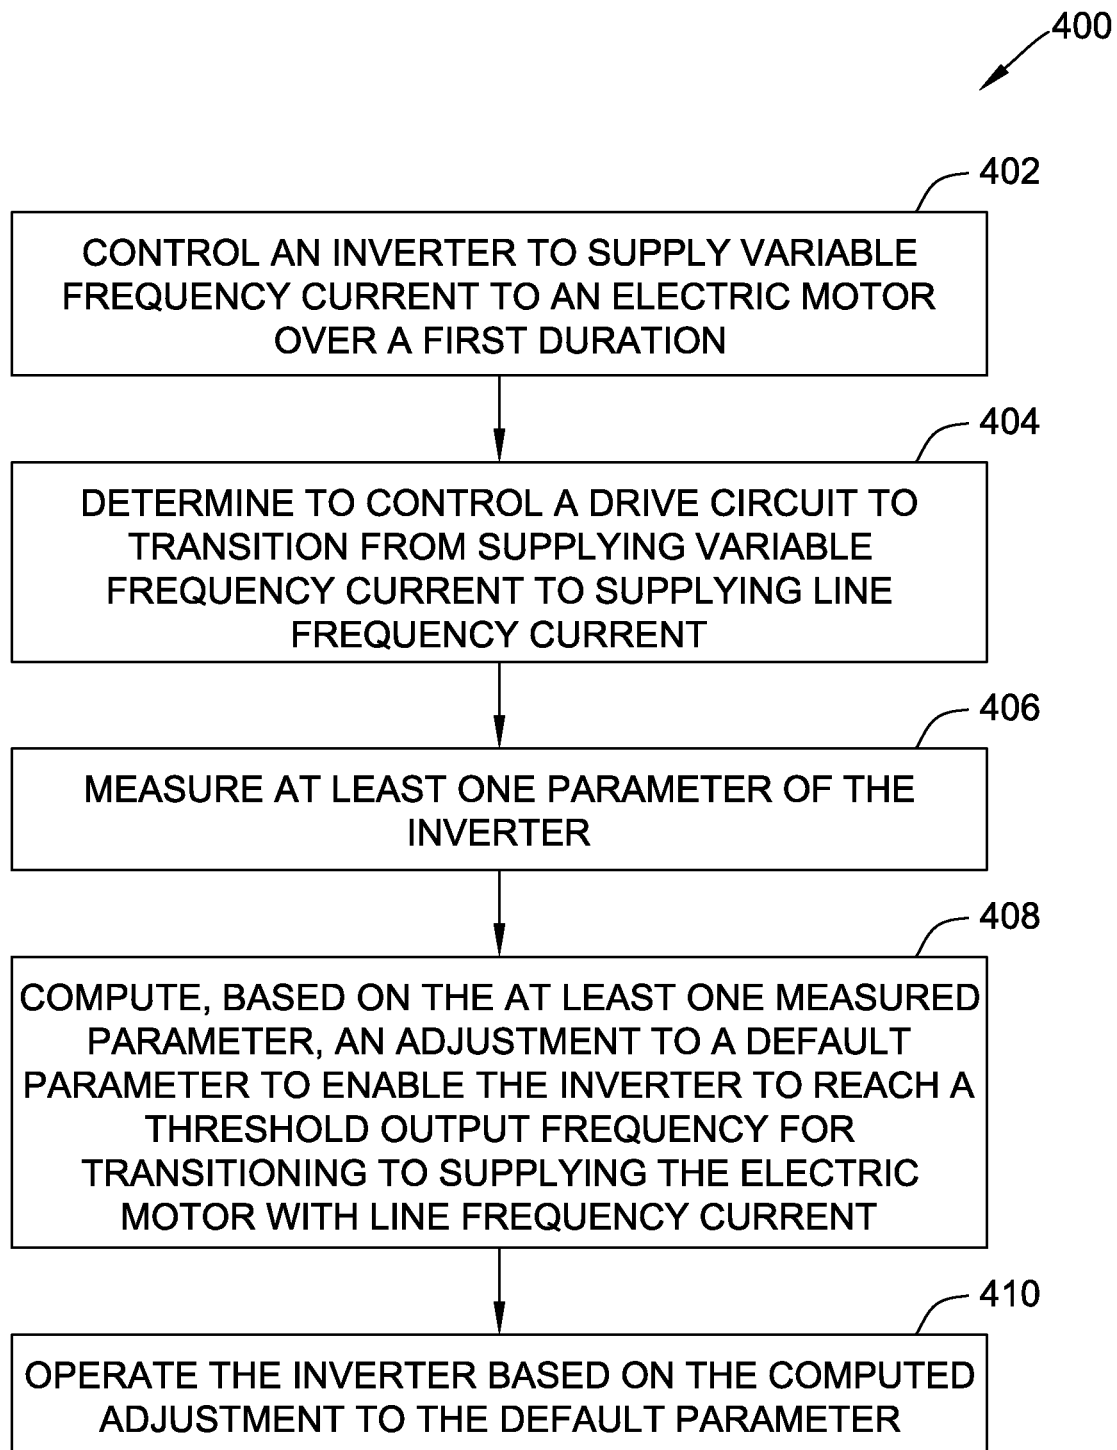 400
402
CONTROL AN INVERTER TO SUPPLY VARIABLE
FREQUENCY CURRENT TO AN ELECTRIC MOTOR
OVER A FIRST DURATION
404
DETERMINE TO CONTROL A DRIVE CIRCUIT TO
TRANSITION FROM SUPPLYING VARIABLE
FREQUENCY CURRENT TO SUPPLYING LINE
FREQUENCY CURRENT
406
MEASURE AT LEAST ONE PARAMETER OF THE
INVERTER
408
COMPUTE, BASED ON THE AT LEAST ONE MEASURED
PARAMETER, AN ADJUSTMENT TO A DEFAULT
PARAMETER TO ENABLE THE INVERTER TO REACH A
THRESHOLD OUTPUT FREQUENCY FOR
TRANSITIONING TO SUPPLYING THE ELECTRIC
MOTOR WITH LINE FREQUENCY CURRENT
410
OPERATE THE INVERTER BASED ON THE COMPUTED
ADJUSTMENT TO THE DEFAULT PARAMETER